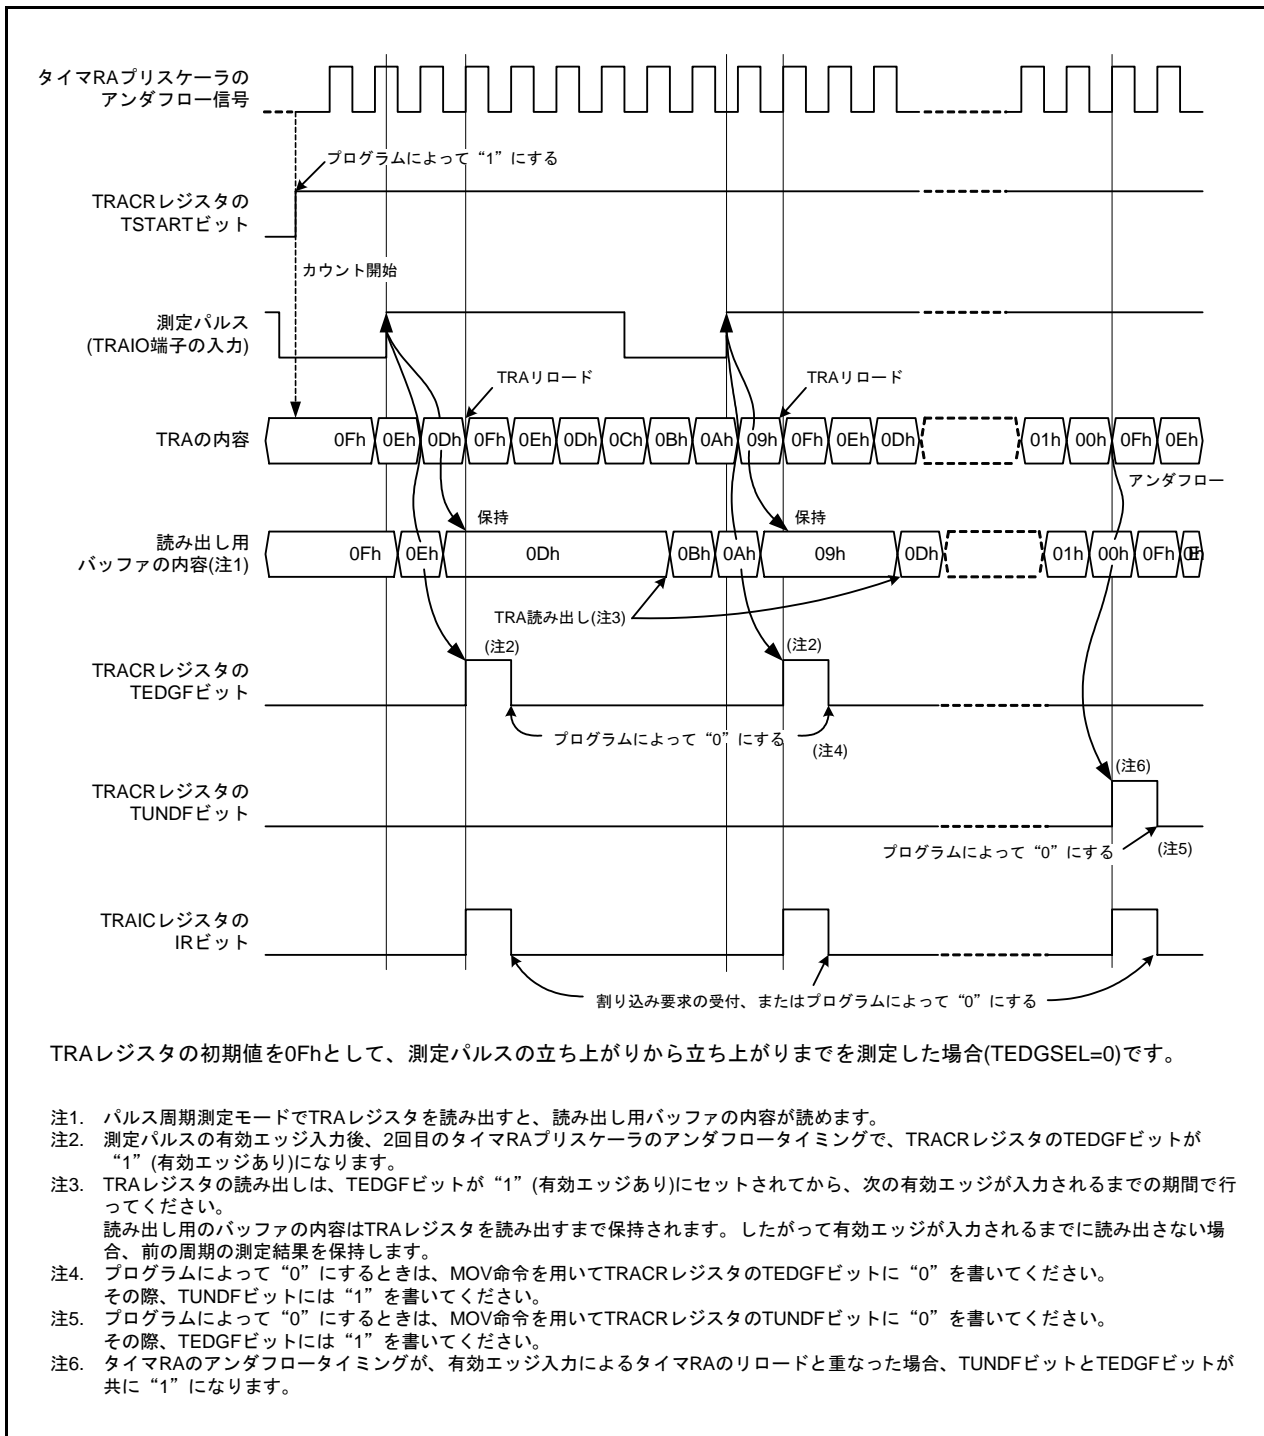 タイマRAプリスケーラの
アンダフロー信号
プログラムによって“1”にする
TRACRレジスタの
TSTARTビット
カウント開始
測定パルス
(TRAIO端子の入力)
TRAリロード
TRAリロード
TRAの内容
0Fh 0Eh 0Dh 0Fh 0Eh 0Dh 0Ch 0Bh 0Ah 09h 0Fh 0Eh 0Dh 01h 00h 0Fh 0Eh
アンダフロー
保持
保持
読み出し用
バッファの内容(注1)
0Fh 0Eh 0Dh 0Bh 0Ah 09h 0Dh 01h 00h 0Fh
TRA読み出し(注3)
(注2)
(注2)
TRACRレジスタの
TEDGFビット
プログラムによって“0”にする
(注4)
(注6)
TRACRレジスタの
TUNDFビット
プログラムによって“0”にする
(注5)
TRAICレジスタの
IRビット
割り込み要求の受付、またはプログラムによって“0”にする
TRAレジスタの初期値を0Fhとして、測定パルスの立ち上がりから立ち上がりまでを測定した場合(TEDGSEL=0)です。
注1. パルス周期測定モードでTRAレジスタを読み出すと、読み出し用バッファの内容が読めます。
注2. 測定パルスの有効エッジ入力後、2回目のタイマRAプリスケーラのアンダフロータイミングで、TRACRレジスタのTEDGFビットが
“1”(有効エッジあり)になります。
注3. TRAレジスタの読み出しは、TEDGFビットが“1”(有効エッジあり)にセットされてから、次の有効エッジが入力されるまでの期間で行
ってください。
読み出し用のバッファの内容はTRAレジスタを読み出すまで保持されます。したがって有効エッジが入力されるまでに読み出さない場
合、前の周期の測定結果を保持します。
注4. プログラムによって“0”にするときは、MOV命令を用いてTRACRレジスタのTEDGFビットに“0”を書いてください。
その際、TUNDFビットには“1”を書いてください。
注5. プログラムによって“0”にするときは、MOV命令を用いてTRACRレジスタのTUNDFビットに“0”を書いてください。
その際、TEDGFビットには“1”を書いてください。
注6. タイマRAのアンダフロータイミングが、有効エッジ入力によるタイマRAのリロードと重なった場合、TUNDFビットとTEDGFビットが
共に“1”になります。